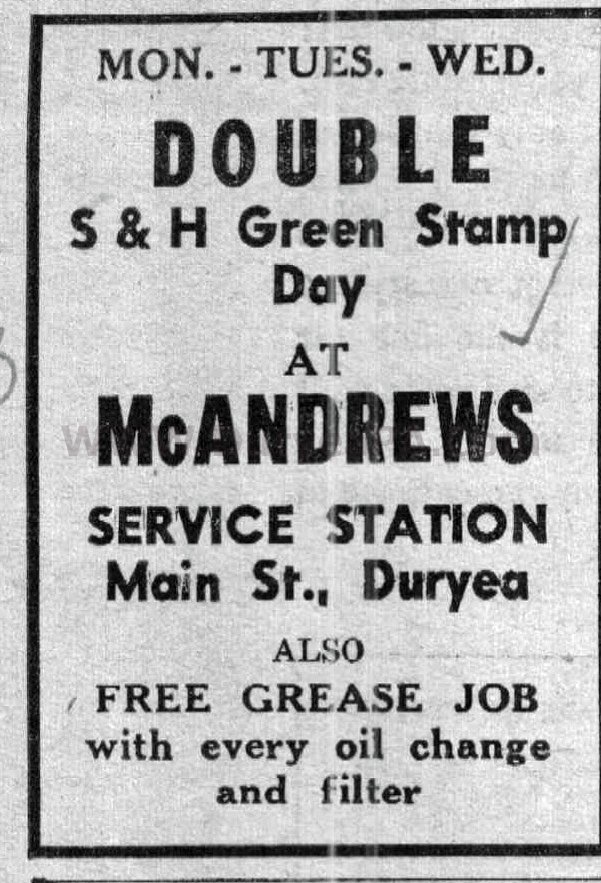 MON. - TUES. - WED.
DOUBLE
S & H Green Stamp
Day
AT
McANDREWS
SERVICE STATION
Main St., Duryea
ALSO
FREE GREASE JOB
with every oil change
and filter